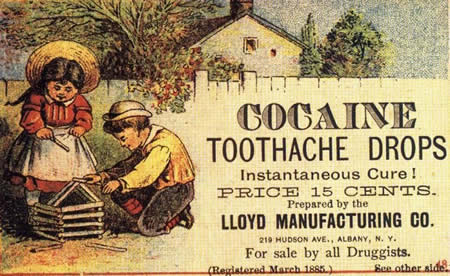 COCAINE
TOOTHACHE DROPS
Instantaneous Cure!
PRICE 15 CENTS.
Prepared by the
LLOYD MANUFACTURING CO.
219 HUDSON AVE., ALBANY, N. Y.
For sale by all Druggists.
(Registered March 1885.) See other side.